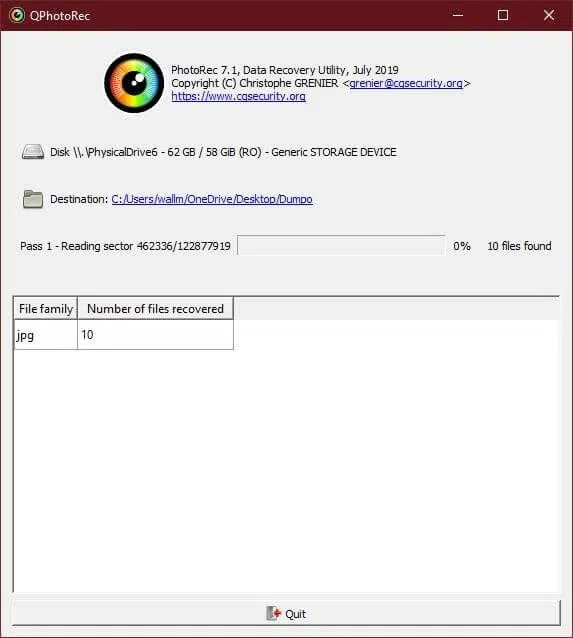 QPhotoRec
PhotoRec 7.1, Data Recovery Utility, July 2019
Copyright (C) Christophe GRENIER <grenier@cgsecurity.org>
https://www.cgsecurity.org
Disk \\.\PhysicalDrive6 - 62 GB / 58 GiB (RO) - Generic STORAGE DEVICE
Destination: C:/Users/wallm/OneDrive/Desktop/Dumpo
Pass 1 - Reading sector 462336/122877919 0% 10 files found
File family Number of files recovered
jpg 10
Quit